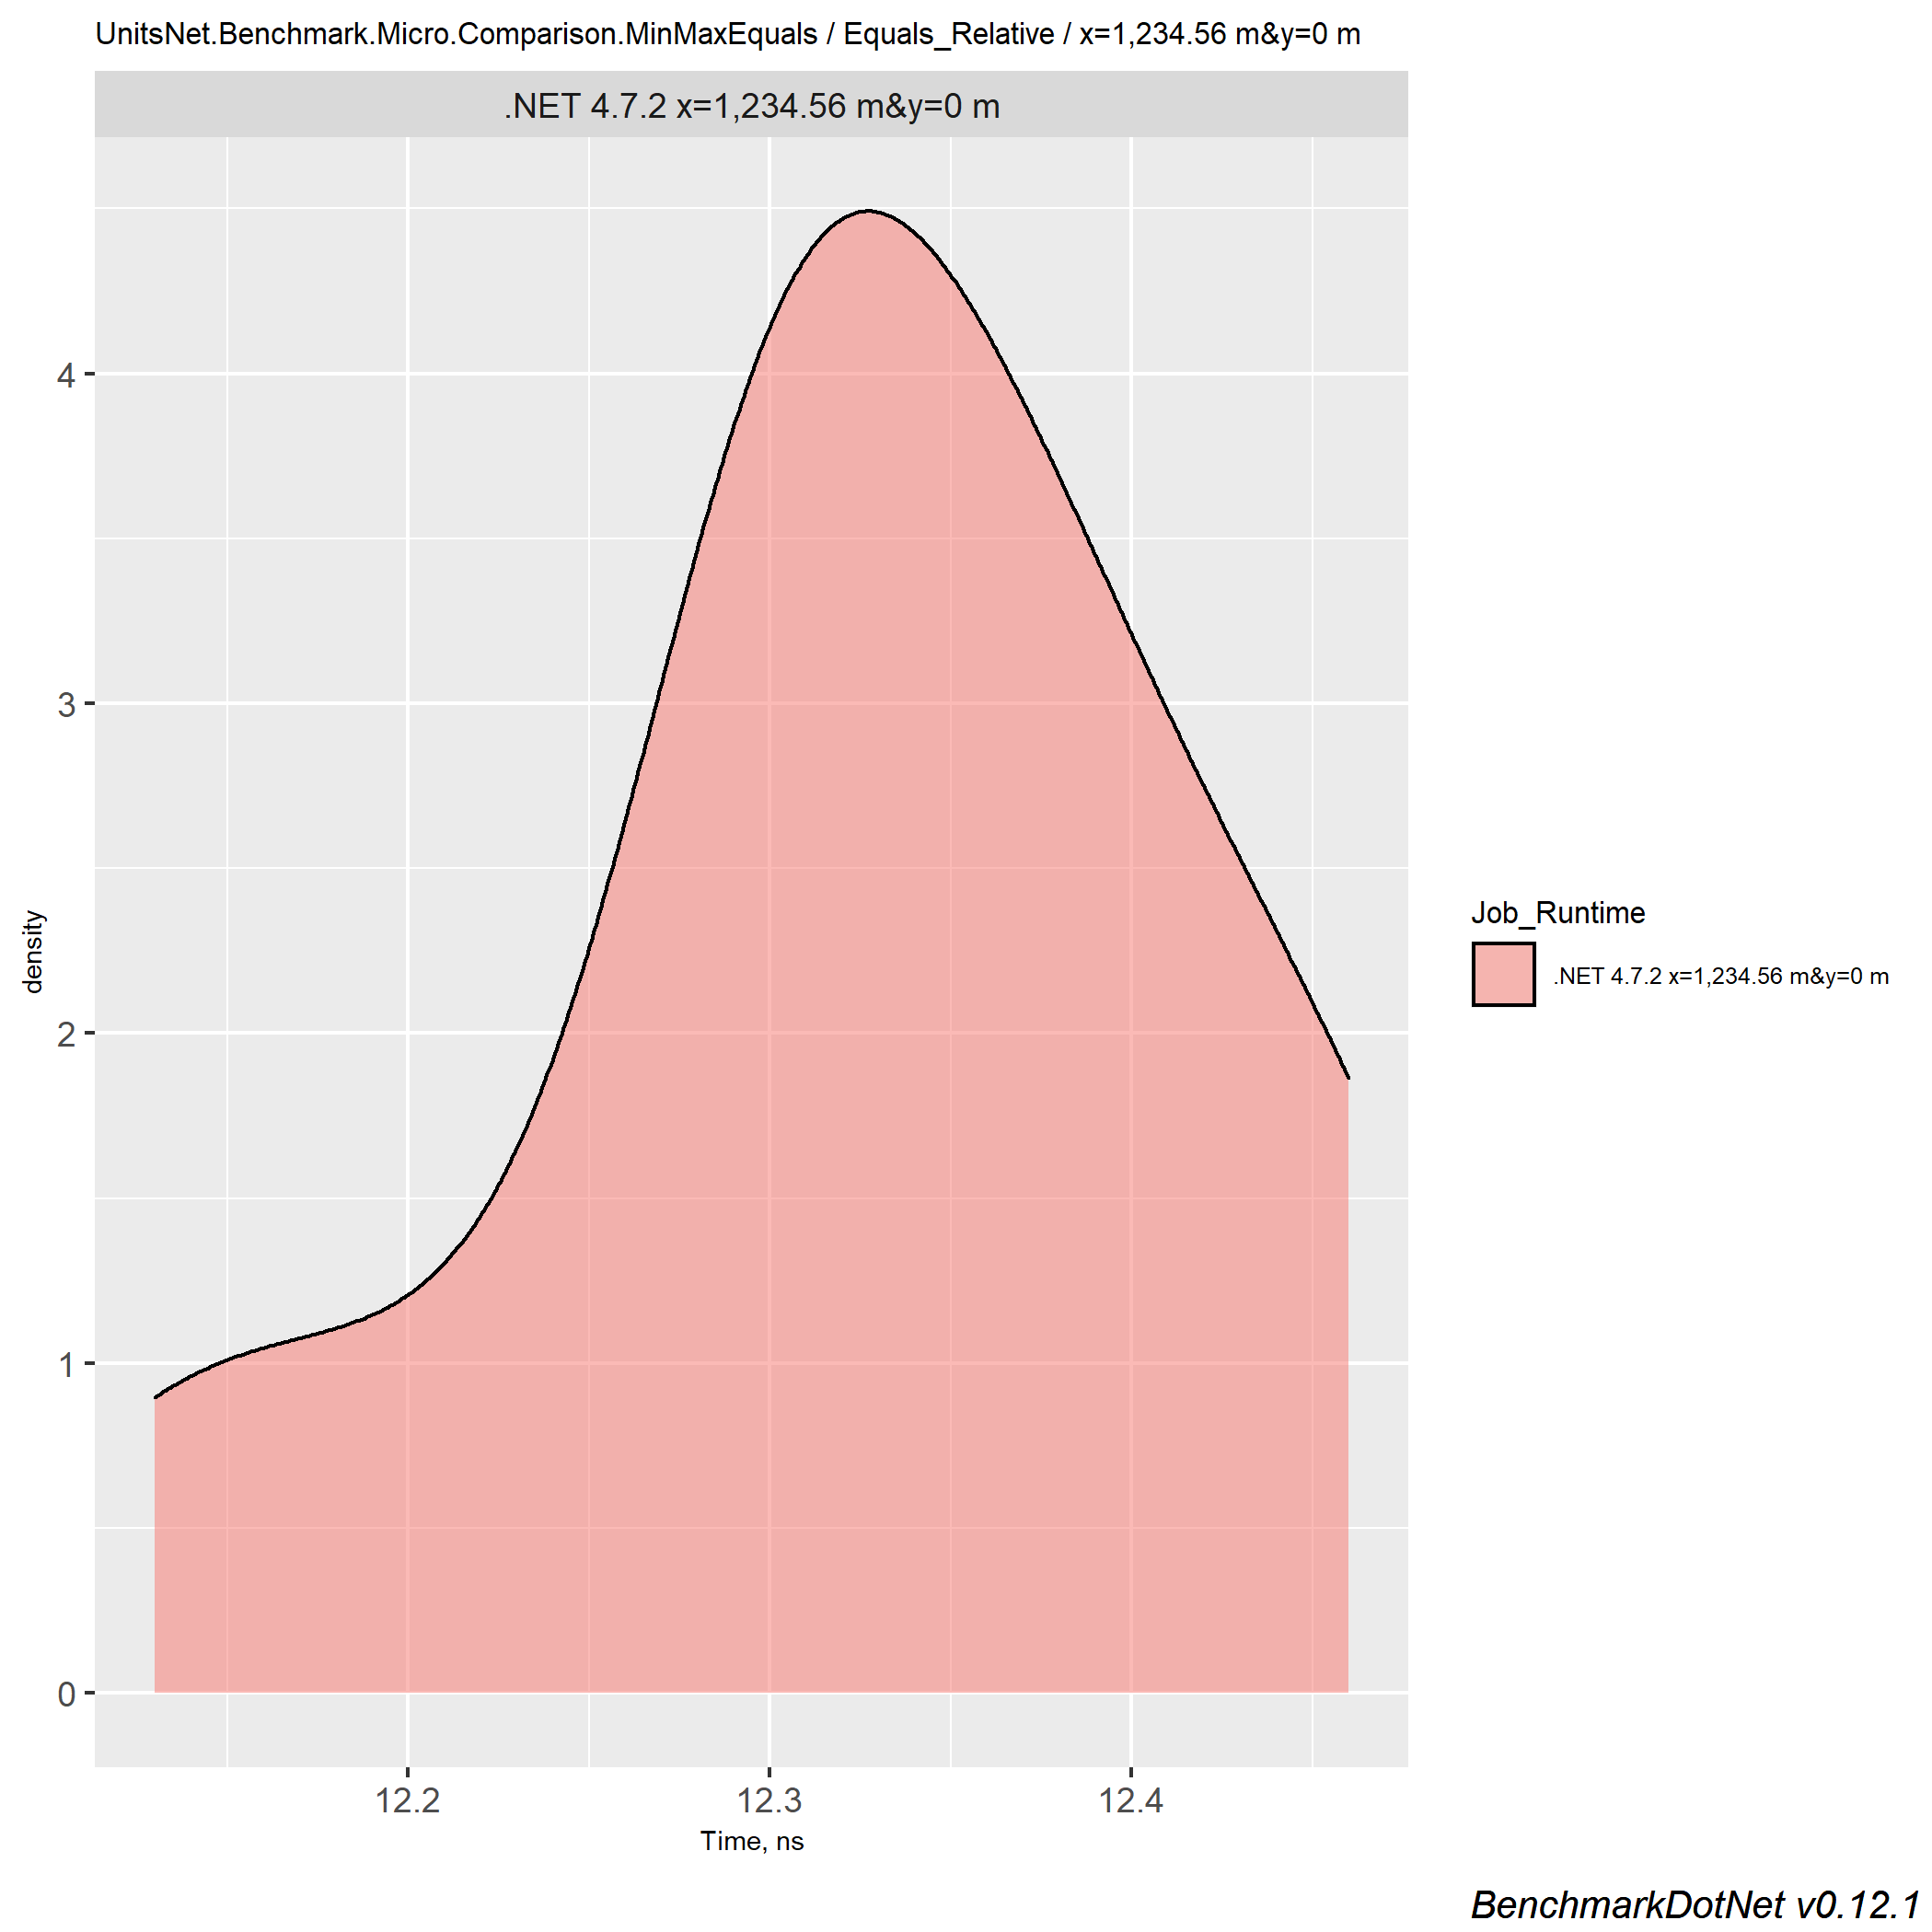 UnitsNet.Benchmark.Micro.Comparison.MinMaxEquals / Equals_Relative / x=1,234.56 m&y=0 m
.NET 4.7.2 x=1,234.56 m&y=0 m
4
3
2
1
0
density
12.2 12.3 12.4
Time, ns
Job_Runtime
.NET 4.7.2 x=1,234.56 m&y=0 m
BenchmarkDotNet v0.12.1